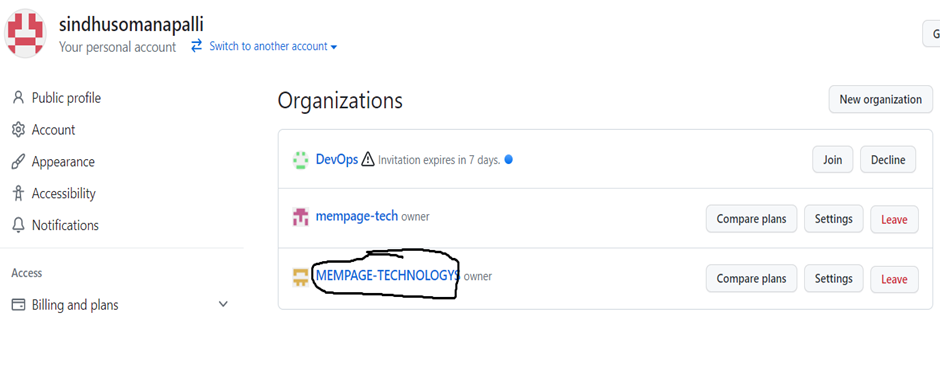 sindhusomanapalli
Your personal account Switch to another account
G
Public profile
Account
Appearance
Accessibility
Notifications
Access
Billing and plans
Organizations
New organization
DevOps Invitation expires in 7 days.
Join Decline
mempage-tech owner
Compare plans Settings Leave
MEMPAGE-TECHNOLOGYS owner
Compare plans Settings Leave